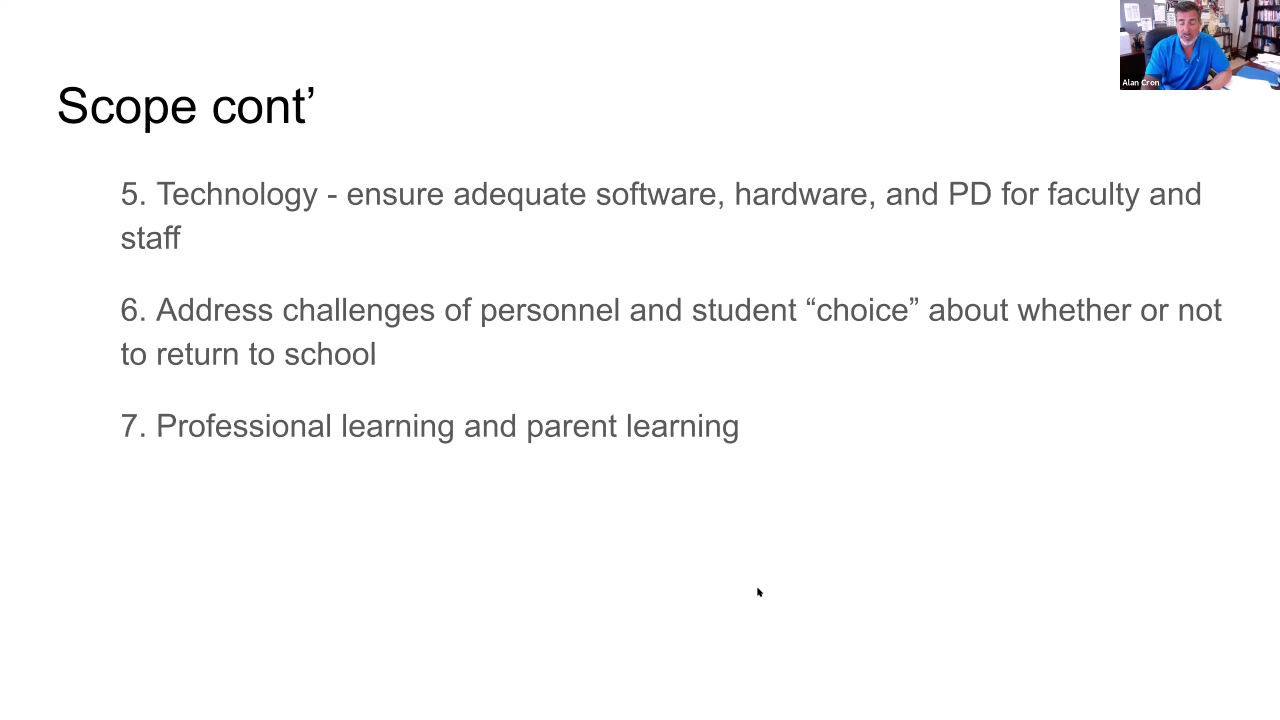 Alan Cron
Scope cont’
5. Technology - ensure adequate software, hardware, and PD for faculty and
staff
6. Address challenges of personnel and student “choice” about whether or not
to return to school
7. Professional learning and parent learning